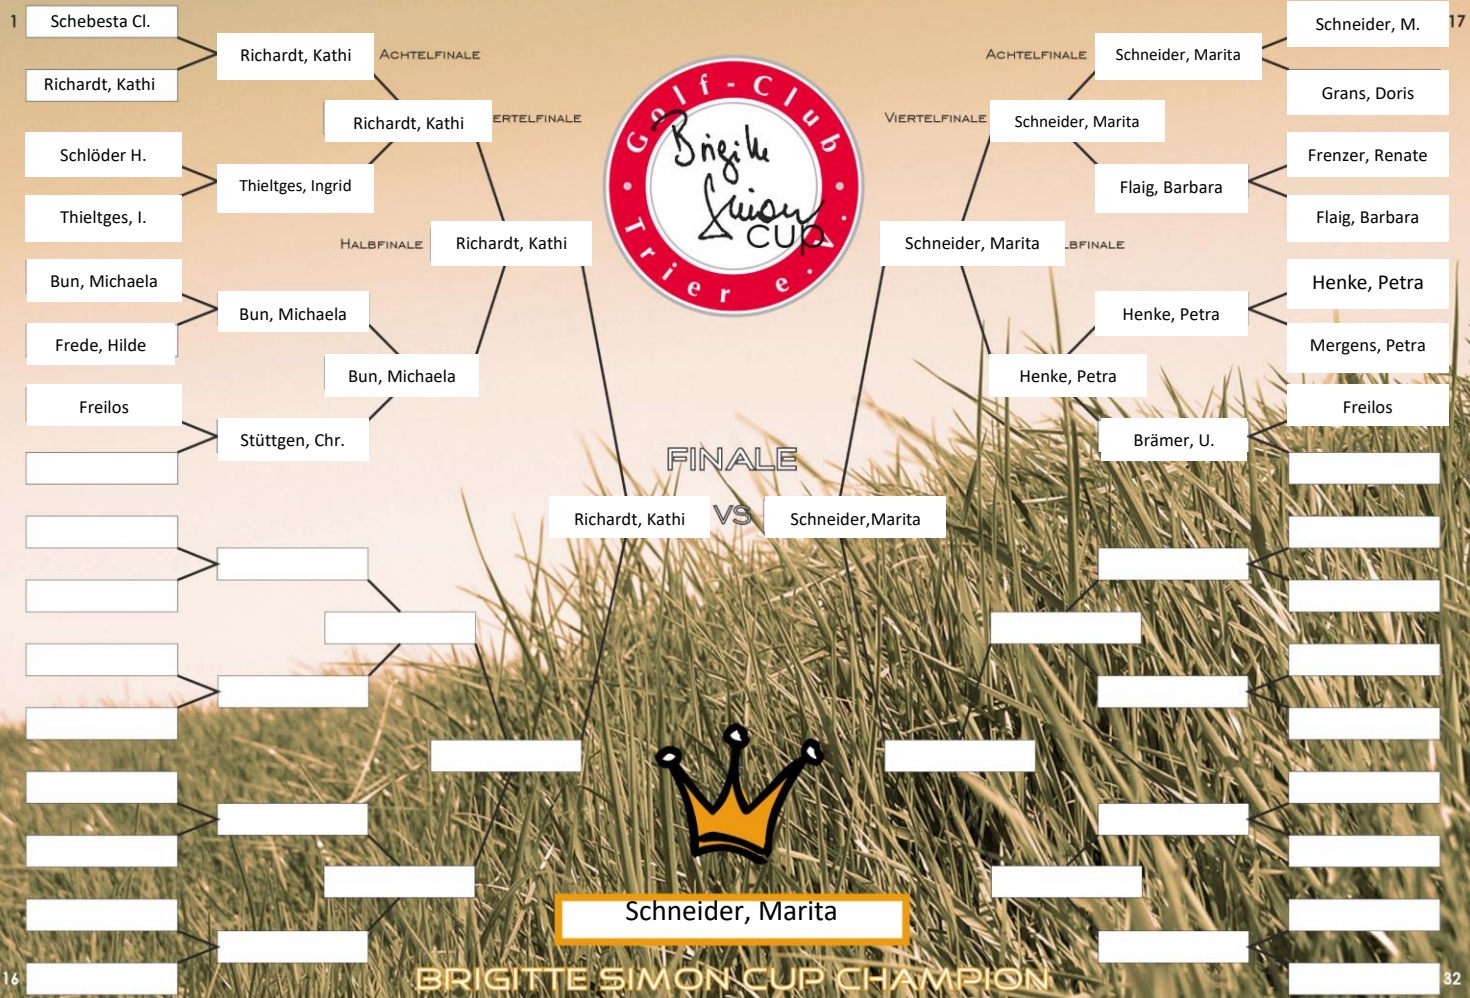 1
Schebesta Cl.
Richardt, Kathi
Schlöder H.
Thieltges, I.
Bun, Michaela
Frede, Hilde
Freilos
16
Richardt, Kathi
Thieltges, Ingrid
Bun, Michaela
Stüttgen, Chr.
ACHTELFINALE
Richardt, Kathi
Bun, Michaela
ERTELFINALE
HALBFINALE
Richardt, Kathi
Golf-Club
Trier e.V.
Brigitte
Simon
CUP
FINALE
Richardt, Kathi
VS
Schneider,Marita
Schneider, Marita
LBFINALE
VIERTELFINALE
Schneider, Marita
Henke, Petra
ACHTELFINALE
Schneider, Marita
Flaig, Barbara
Henke, Petra
Brämer, U.
Schneider, M.
17
Grans, Doris
Frenzer, Renate
Flaig, Barbara
Henke, Petra
Mergens, Petra
Freilos
32
Schneider, Marita
BRIGITTE SIMON CUP CHAMPION